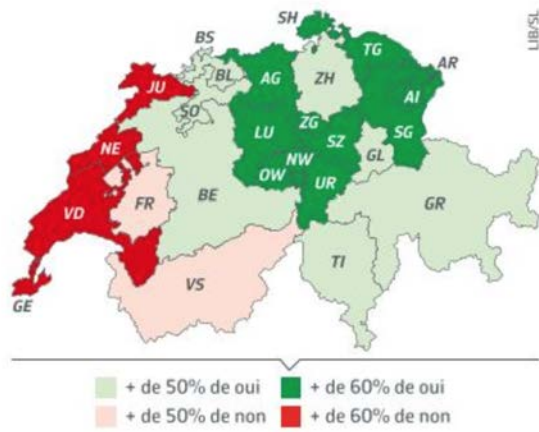 LIB/SL
SH
BS
TG
AR
BL
AG
ZH
JU
AI
SO
ZG
LU
SZ
SG
NE
NW
GL
OW
UR
FR
BE
GR
VD
TI
VS
GE
+ de 50% de oui
+ de 60% de oui
+ de 50% de non
+ de 60% de non